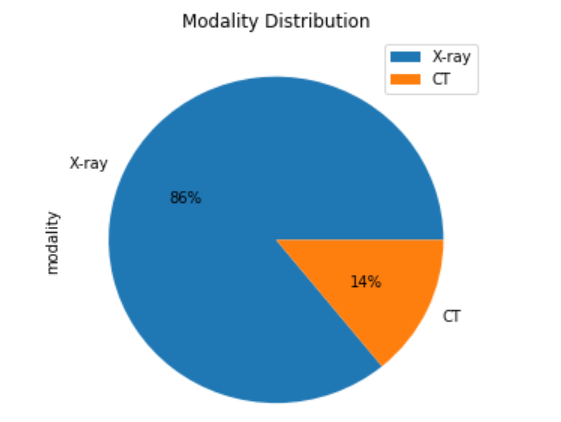 Modality Distribution
X-ray
CT
X-ray
86%
modality
14%
CT